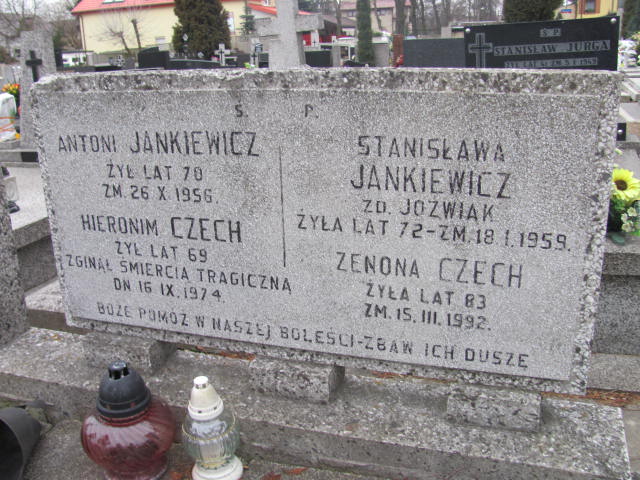 Ś. P.
STANISŁAW JURGA
Ś. P.
ANTONI JANKIEWICZ
ŻYŁ LAT 70
ZM. 26 X. 1956.
HIERONIM CZECH
ŻYŁ LAT 69
ZGINĄŁ ŚMIERCIĄ TRAGICZNĄ
DN 16 IX. 1974.
STANISŁAWA
JANKIEWICZ
ZD. JOŹWIAK
ŻYŁA LAT 72-ZM. 18 I. 1959.
ZENONA CZECH
ŻYŁA LAT 83
ZM. 15. III. 1992.
BOŻE POMÓŻ W NASZEJ BOLEŚCI-ZBAW ICH DUSZE